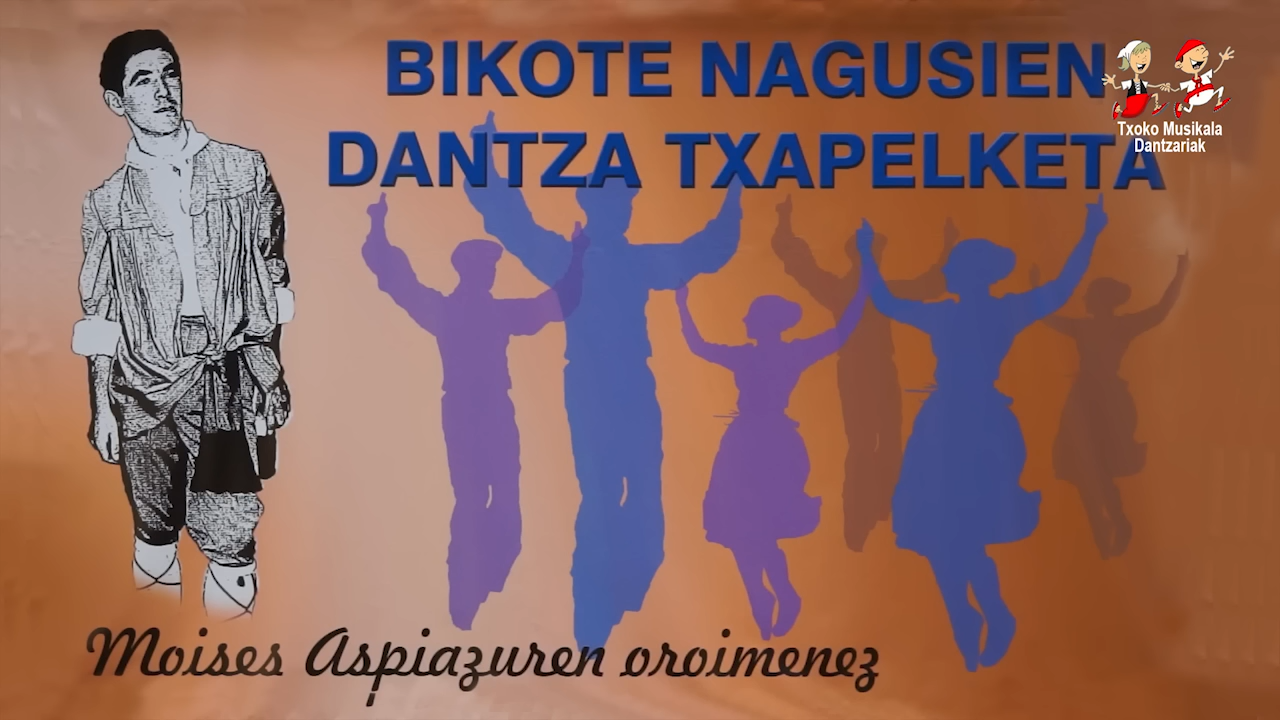 BIKOTE NAGUSIEN
DANTZA TXAPELKETA
Txoko Musikala
Dantzariak
Moises Aspiazuren oroimenez